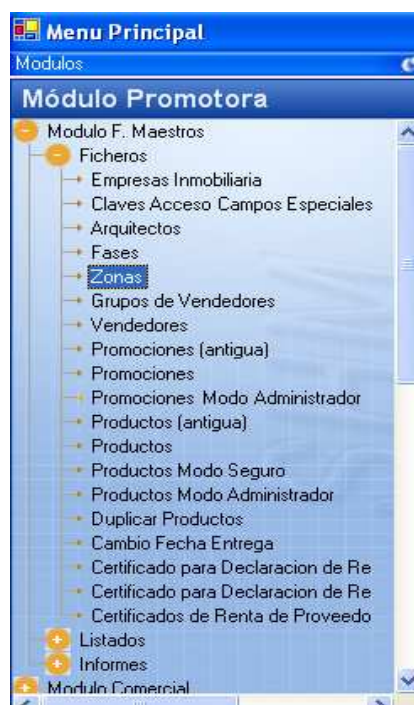 Menu Principal
Modulos
Módulo Promotora
Modulo F. Maestros
Ficheros
Empresas Inmobiliaria
Claves Acceso Campos Especiales
Arquitectos
Fases
Zonas
Grupos de Vendedores
Vendedores
Promociones (antigua)
Promociones
Promociones Modo Administrador
Productos (antigua)
Productos
Productos Modo Seguro
Productos Modo Administrador
Duplicar Productos
Cambio Fecha Entrega
Certificado para Declaracion de Re
Certificado para Declaracion de Re
Certificados de Renta de Proveedo
Listados
Informes
Modulo Comercial